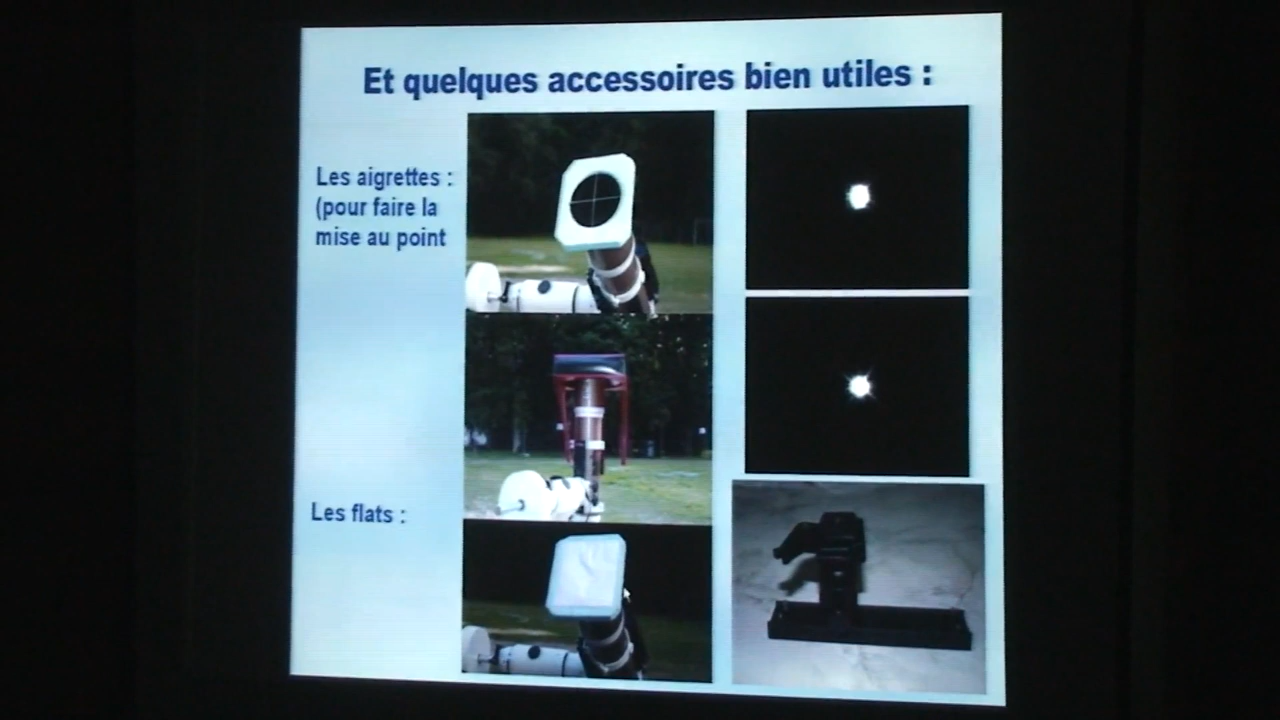 Et quelques accessoires bien utiles :
Les aigrettes :
(pour faire la
mise au point
Les flats :